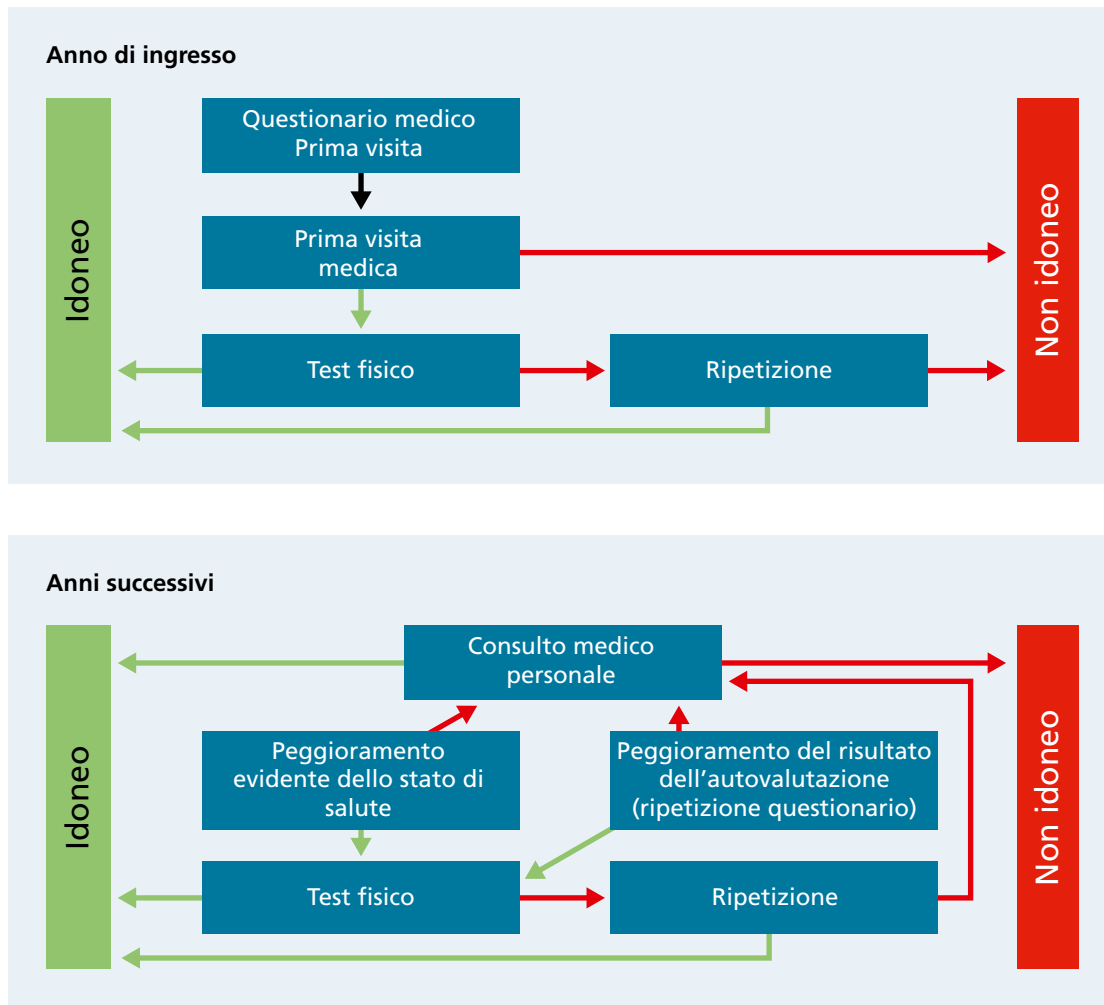 Anno di ingresso
Idoneo
Questionario medico
Prima visita
Prima visita
medica
Test fisico
Ripetizione
Non idoneo
Anni successivi
Idoneo
Consulto medico
personale
Peggioramento
evidente dello stato di
salute
Peggioramento del risultato
dell’autovalutazione
(ripetizione questionario)
Test fisico
Ripetizione
Non idoneo